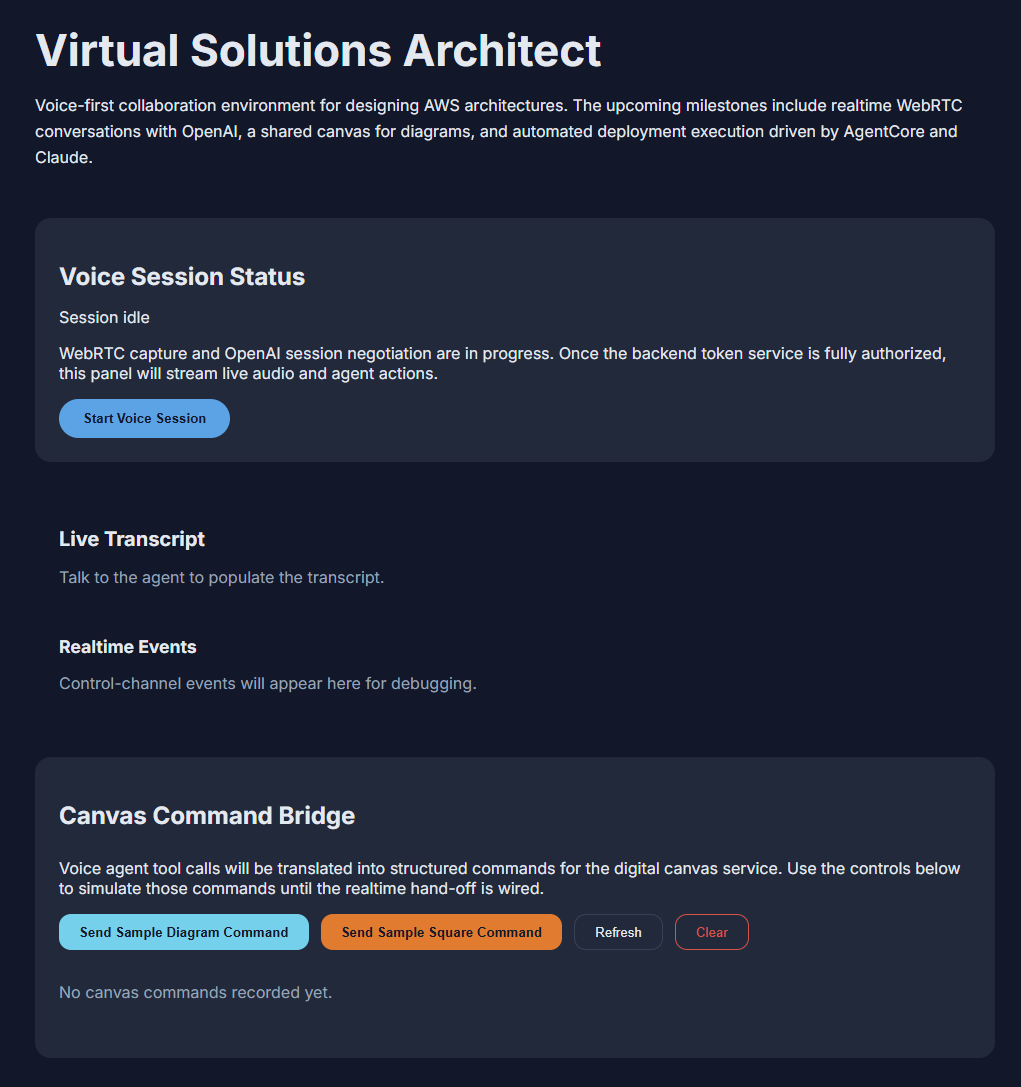 Virtual Solutions Architect
Voice-first collaboration environment for designing AWS architectures. The upcoming milestones include realtime WebRTC
conversations with OpenAI, a shared canvas for diagrams, and automated deployment execution driven by AgentCore and
Claude.
Voice Session Status
Session idle
WebRTC capture and OpenAI session negotiation are in progress. Once the backend token service is fully authorized,
this panel will stream live audio and agent actions.
Start Voice Session
Live Transcript
Talk to the agent to populate the transcript.
Realtime Events
Control-channel events will appear here for debugging.
Canvas Command Bridge
Voice agent tool calls will be translated into structured commands for the digital canvas service. Use the controls below
to simulate those commands until the realtime hand-off is wired.
Send Sample Diagram Command Send Sample Square Command Refresh Clear
No canvas commands recorded yet.